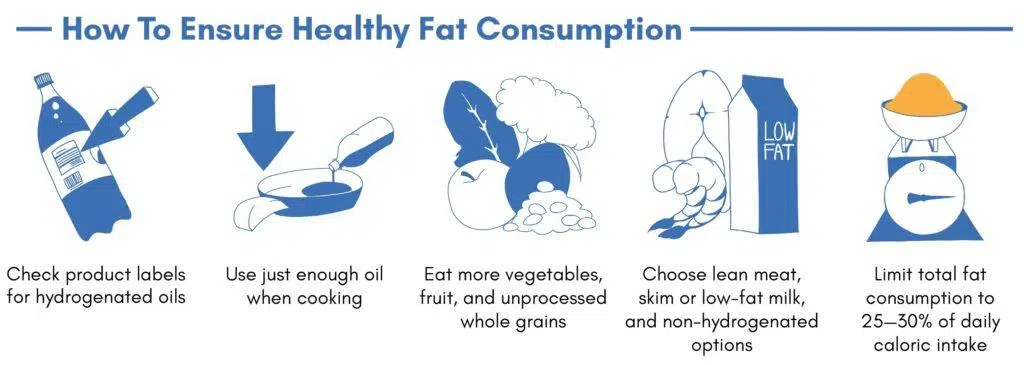 How To Ensure Healthy Fat Consumption
LOW
FAT
Check product labels
for hydrogenated oils
Use just enough oil
when cooking
Eat more vegetables,
fruit, and unprocessed
whole grains
Choose lean meat,
skim or low-fat milk,
and non-hydrogenated
options
Limit total fat
consumption to
25—30% of daily
caloric intake